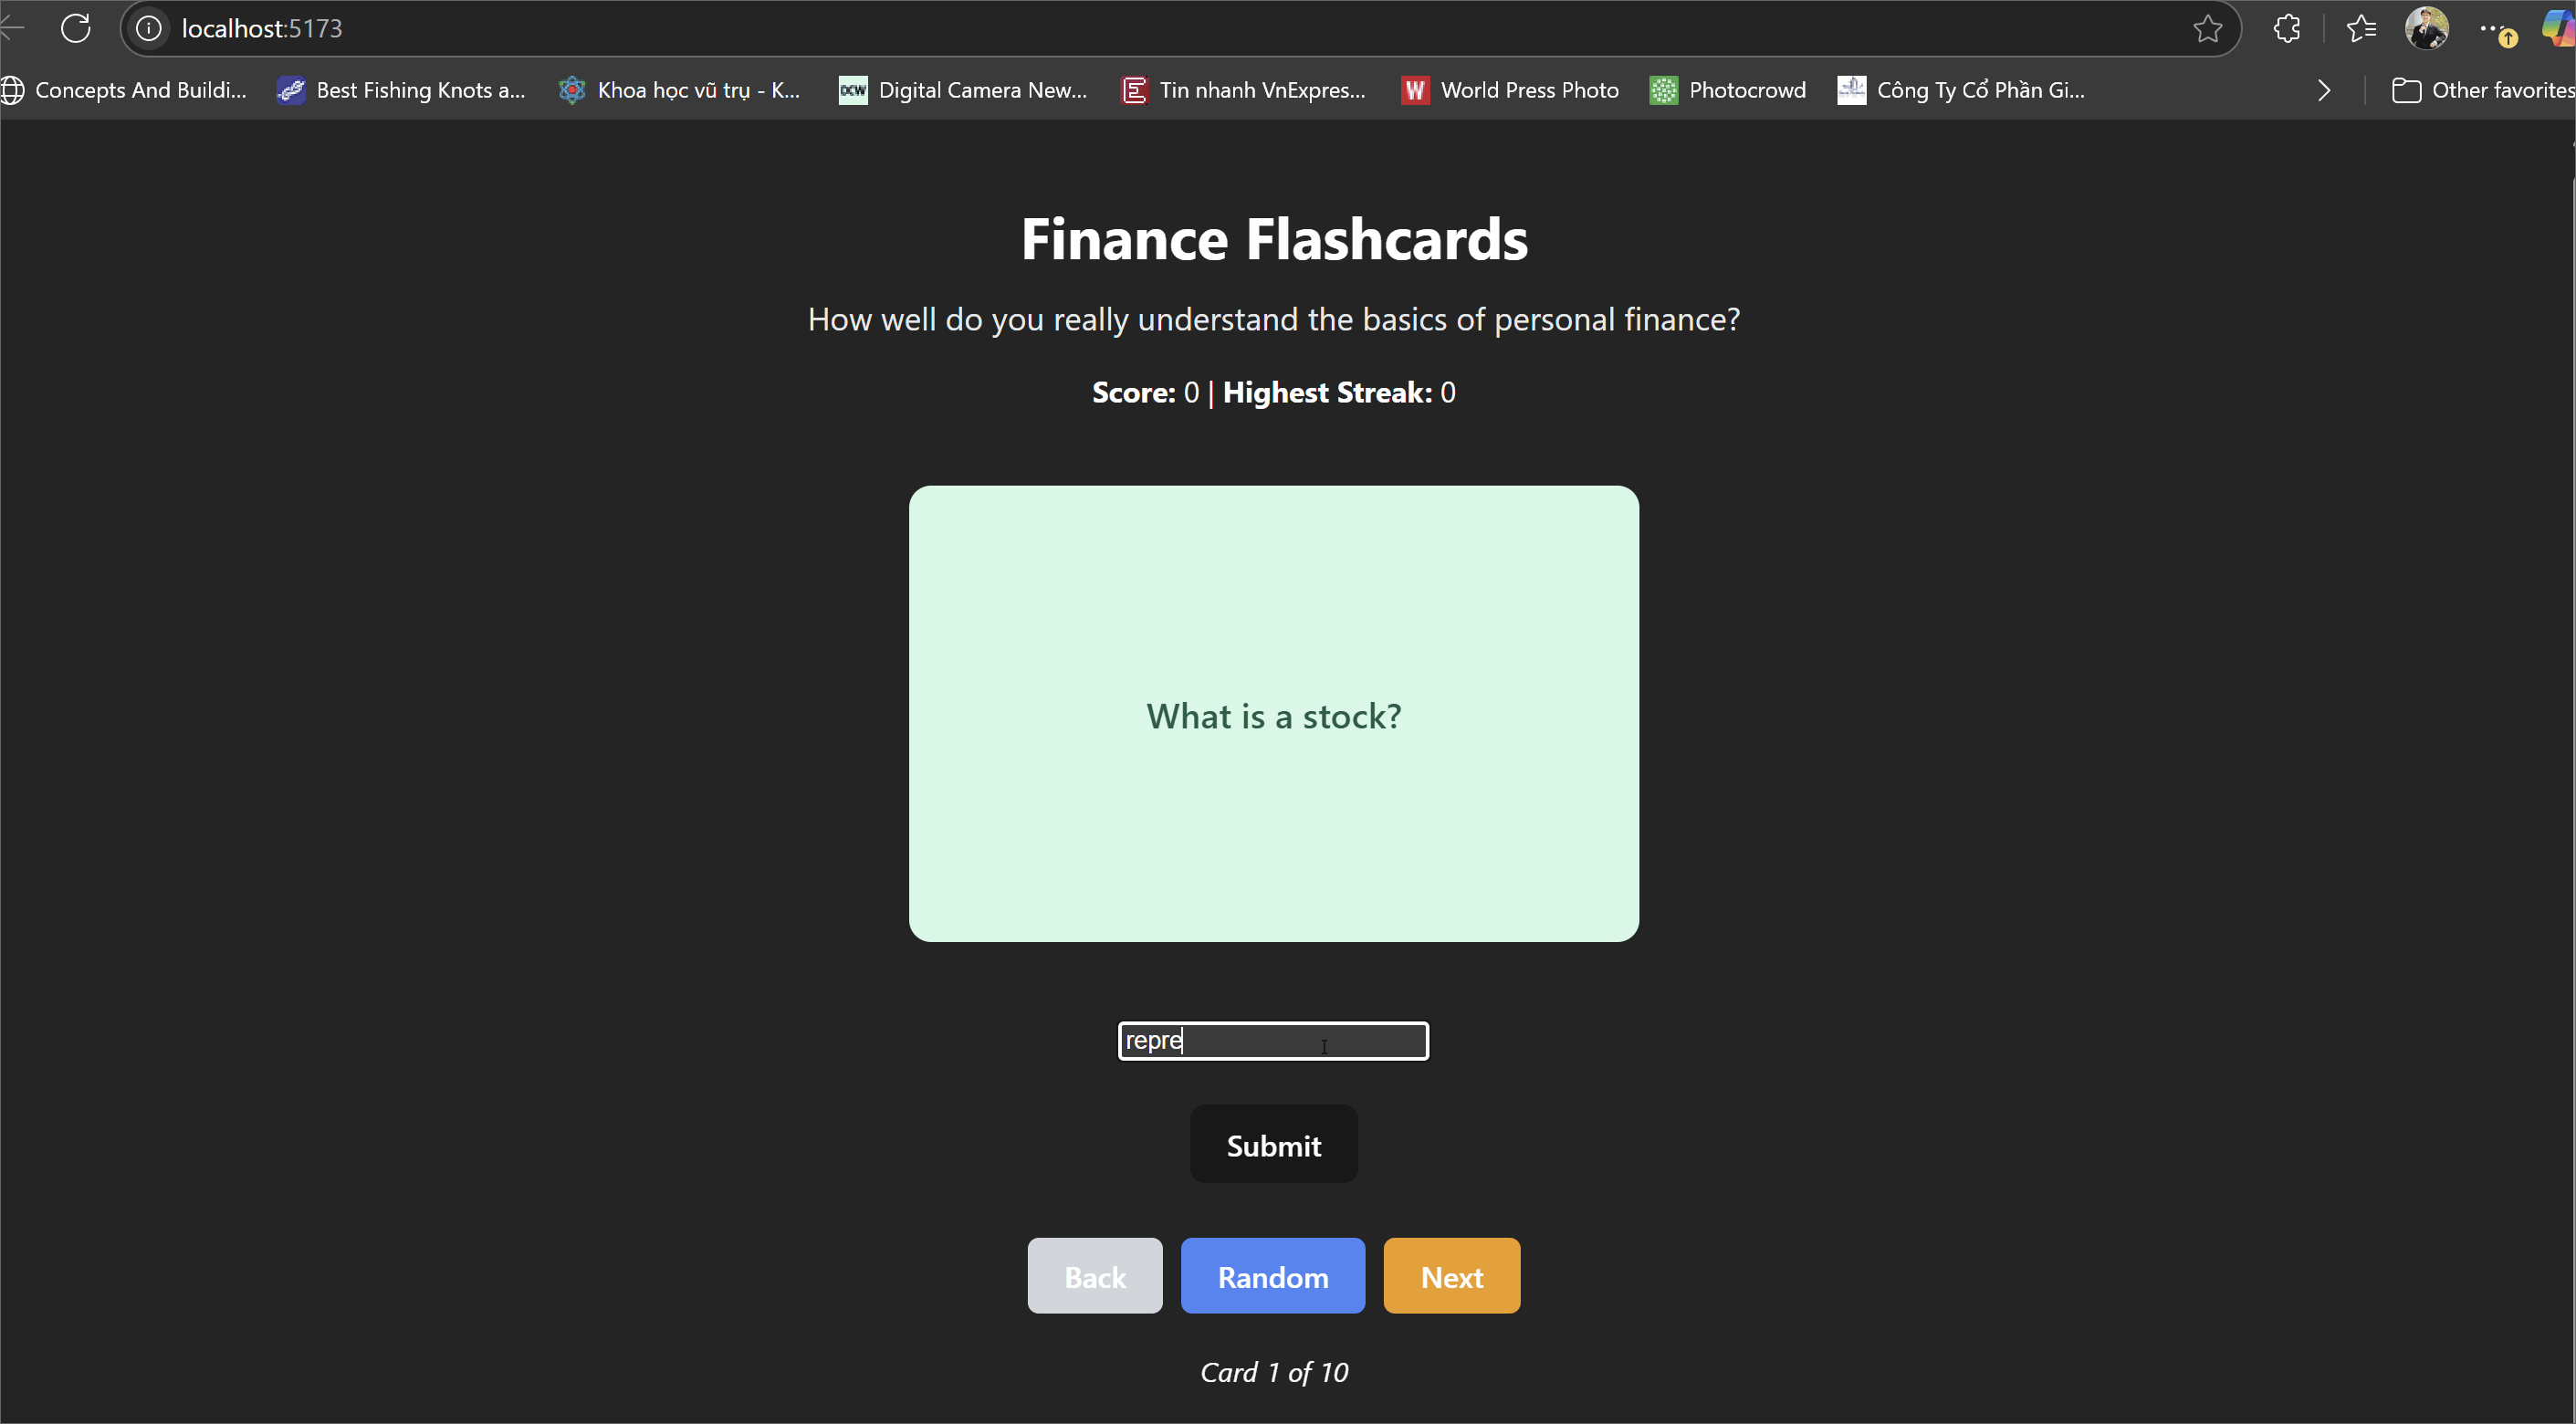 localhost:5173
Concepts And Buildi... Best Fishing Knots a... Khoa học vũ trụ - K... DCW Digital Camera New... E Tin nhanh VnExpres... W World Press Photo Photocrowd Công Ty Cổ Phần Gi... Other favorites
Finance Flashcards
How well do you really understand the basics of personal finance?
Score: 0 | Highest Streak: 0
What is a stock?
repre
Submit
Back Random Next
Card 1 of 10